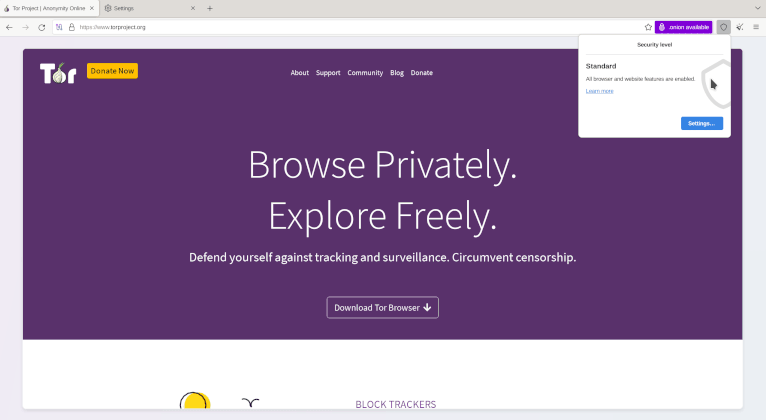 Tor Project | Anonymity Online
Settings
https://www.torproject.org
.onion available
Security level
Standard
All browser and website features are enabled.
Learn more
Settings...
Tor
Donate Now
About Support Community Blog Donate
Browse Privately.
Explore Freely.
Defend yourself against tracking and surveillance. Circumvent censorship.
Download Tor Browser
BLOCK TRACKERS